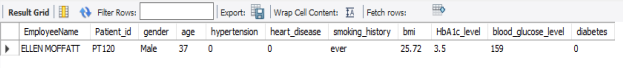 Result Grid Filter Rows: Export: Wrap Cell Content: Fetch rows:
EmployeeName Patient_id gender age hypertension heart_disease smoking_history bmi HbA1c_level blood_glucose_level diabetes
ELLEN MOFFATT PT120 Male 37 0 0 ever 25.72 3.5 159 0